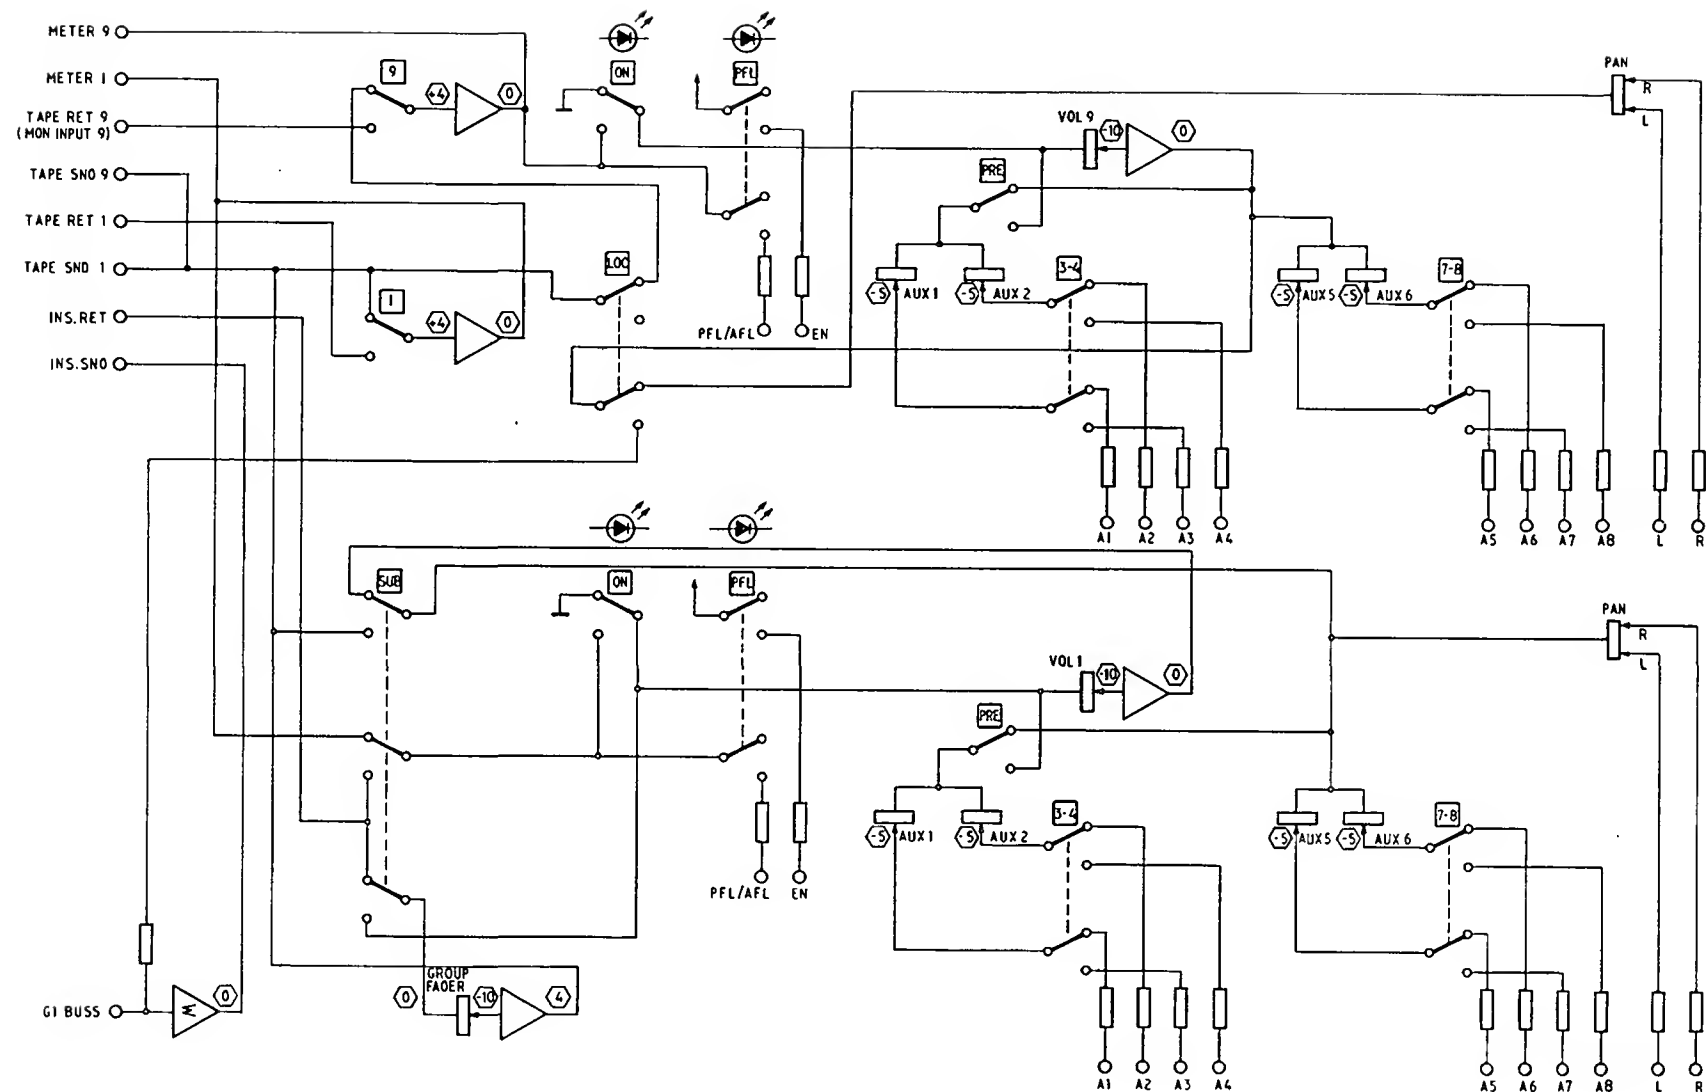 METER 9
METER 1
TAPE RET 9
(MON INPUT 9)
TAPE SNO 9
TAPE RET 1
TAPE SND 1
INS.RET
INS.SNO
G1 BUSS
9
+4
0
ON
PFL
1
+4
0
LOC
PFL/AFL
EN
VOL 9
-10
0
PRE
-5
AUX 1
-5
AUX 2
3-4
-5
AUX 5
-5
AUX 6
7-8
PAN
R
L
A1
A2
A3
A4
A5
A6
A7
A8
L
R
SUB
ON
PFL
PFL/AFL
EN
VOL 1
-10
0
PRE
-5
AUX 1
-5
AUX 2
3-4
-5
AUX 5
-5
AUX 6
7-8
PAN
R
L
0
0
GROUP
FADER
-10
4
A1
A2
A3
A4
A5
A6
A7
A8
L
R